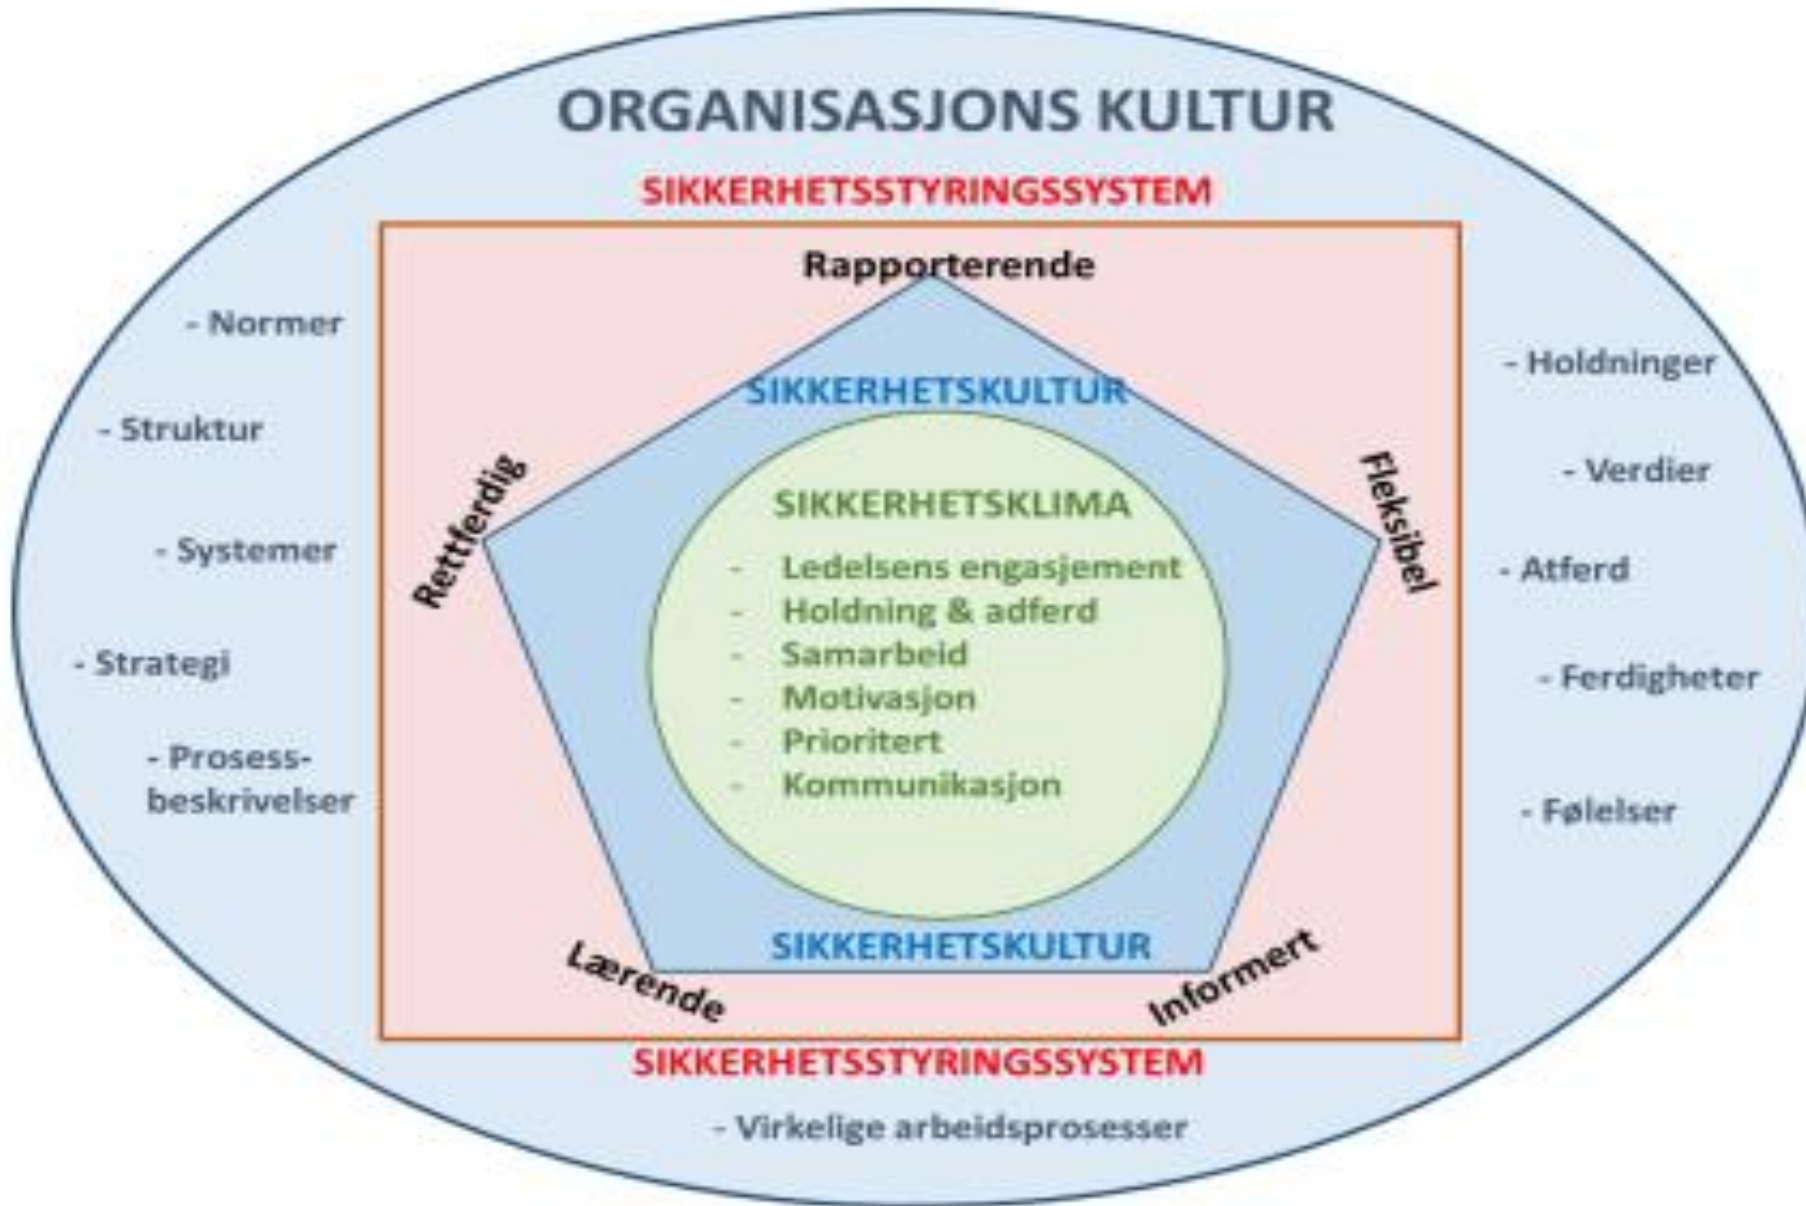 ORGANISASJONS KULTUR
SIKKERHETSSTYRINGSSYSTEM
Rapporterende
- Normer
- Struktur
- Systemer
- Strategi
- Prosess-
beskrivelser
Rettferdig
SIKKERHETSKULTUR
SIKKERHETSKLIMA
- Ledelsens engasjement
- Holdning & adferd
- Samarbeid
- Motivasjon
- Prioritert
- Kommunikasjon
SIKKERHETSKULTUR
Lærende
Informert
Fleksibel
- Holdninger
- Verdier
- Atferd
- Ferdigheter
- Følelser
SIKKERHETSSTYRINGSSYSTEM
- Virkelige arbeidsprosesser